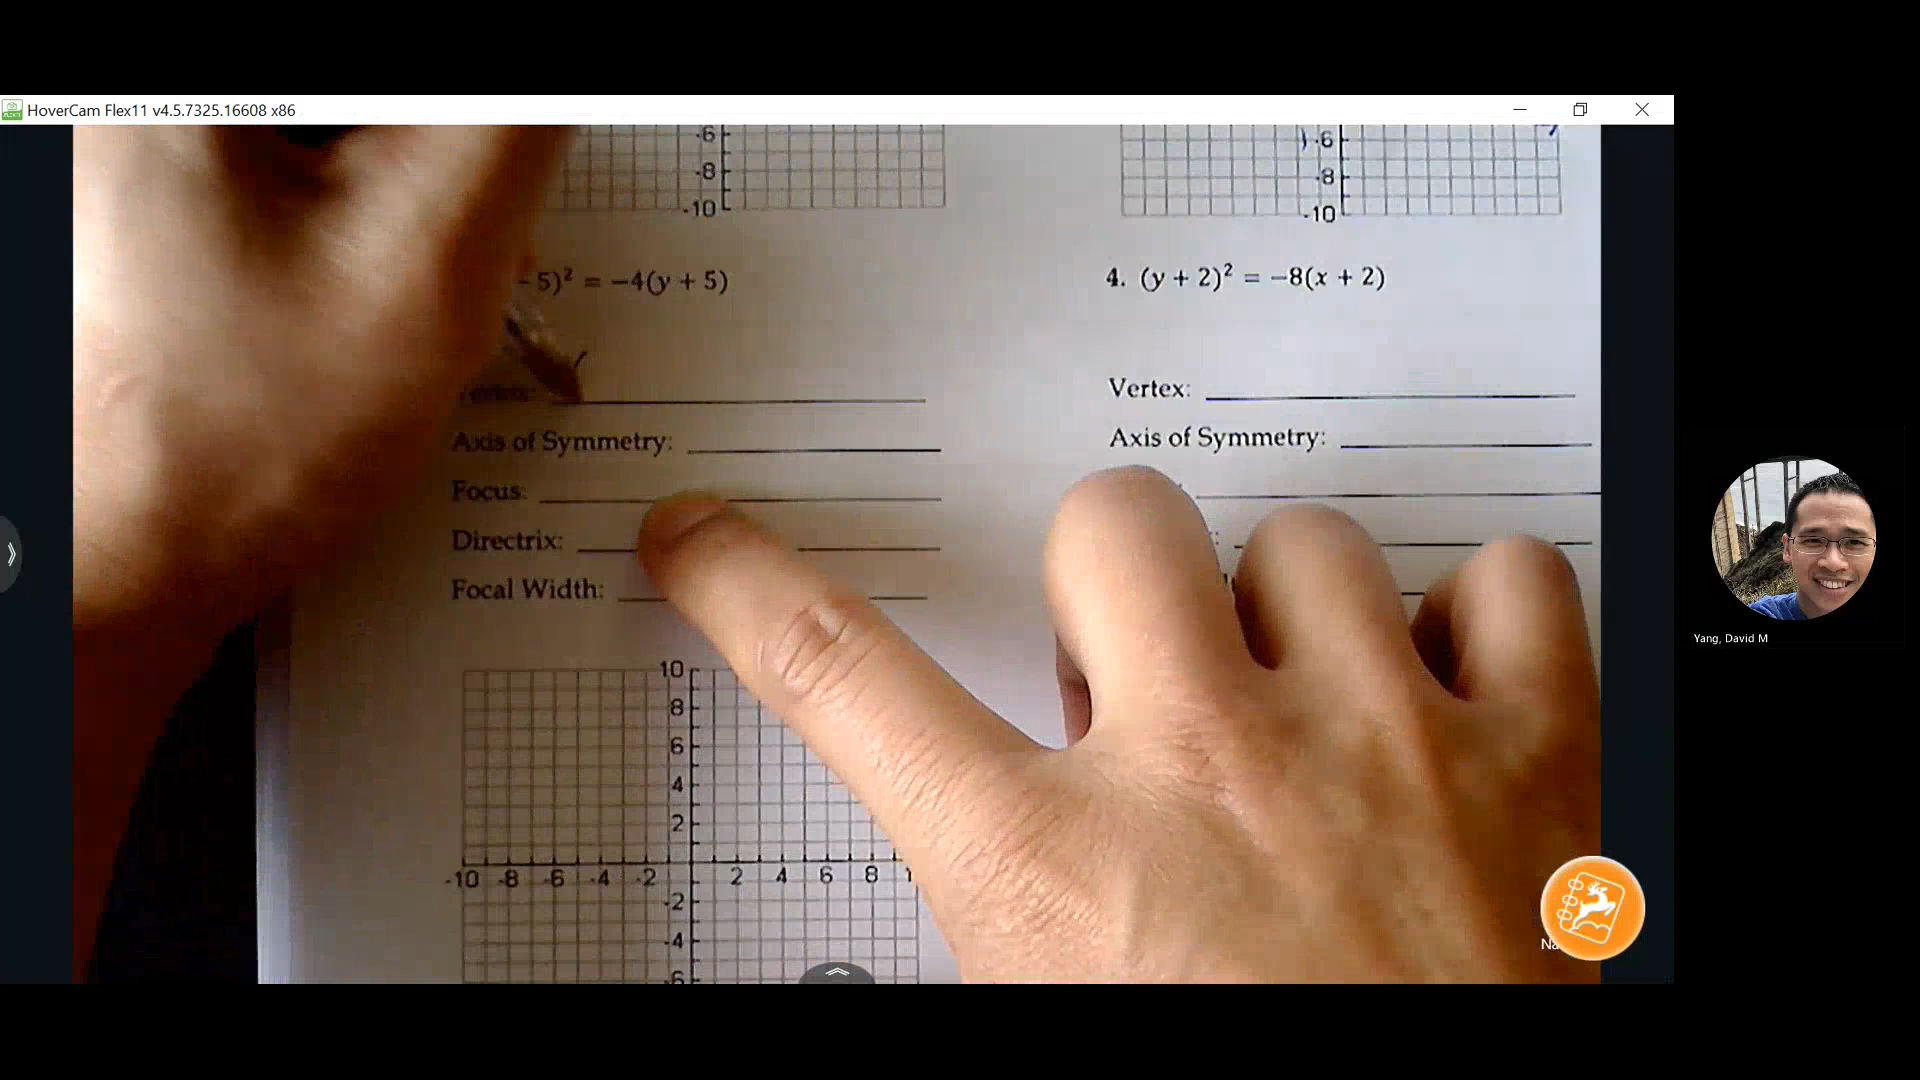 HoverCam Flex11 v4.5.7325.16608 x86
-6
-8
-10
-6
-8
-10
- 5)² = −4(y + 5)
4. (y + 2)² = −8(x + 2)
Vertex:
Vertex:
Axis of Symmetry:
Axis of Symmetry:
Focus:
Directrix:
Focal Width:
10
8
6
4
2
-10 -8 -6 -4 -2 2 4 6 8
-2
-4
-6
Yang, David M